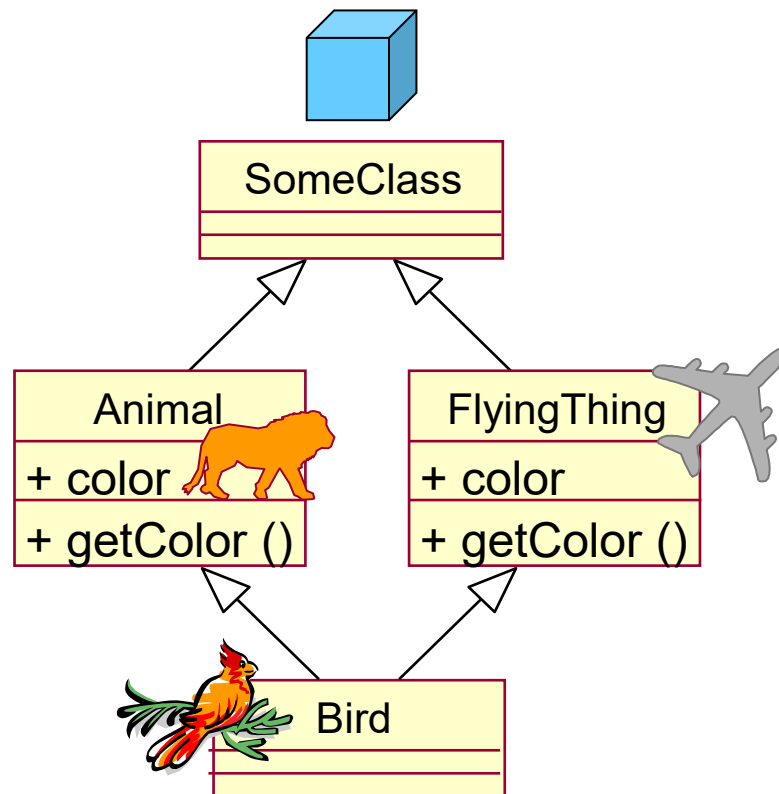 SomeClass
Animal
+ color
+ getColor ()
FlyingThing
+ color
+ getColor ()
Bird